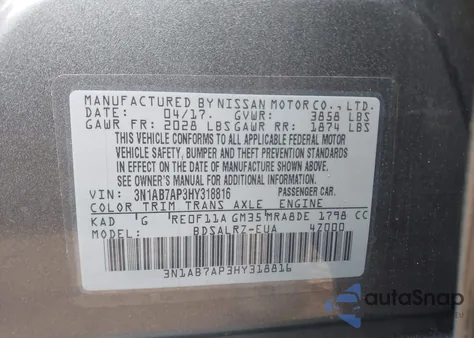 MANUFACTURED BY NISSAN MOTOR CO., LTD.
DATE: 04/17. GVWR: 3858 LBS
GAWR FR: 2028 LBS GAWR RR: 1874 LBS
THIS VEHICLE CONFORMS TO ALL APPLICABLE FEDERAL MOTOR
VEHICLE SAFETY, BUMPER AND THEFT PREVENTION STANDARDS
IN EFFECT ON THE DATE OF MANUFACTURE SHOWN ABOVE.
SEE OWNER'S MANUAL OR DEALER FOR
ADDITIONAL INFORMATION.
VIN: 3N1AB7AP3HY318816 PASSENGER CAR.
COLOR TRIM TRANS AXLE ENGINE
KAD G RE0F11A GM35 MRA8DE 1798 CC
MODEL: BDSALRZ-EUA 4Z000
3N1AB7AP3HY318816
autoSnap